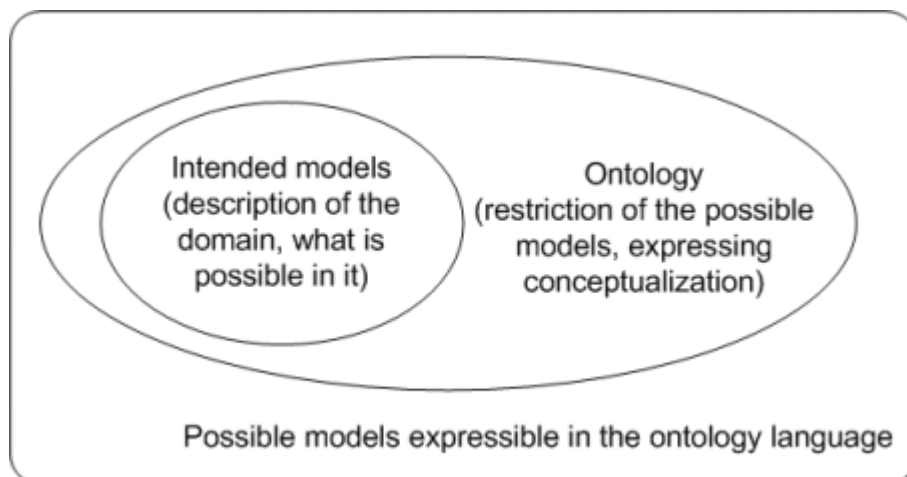 Intended models
(description of the
domain, what is
possible in it)
Ontology
(restriction of the possible
models, expressing
conceptualization)
Possible models expressible in the ontology language